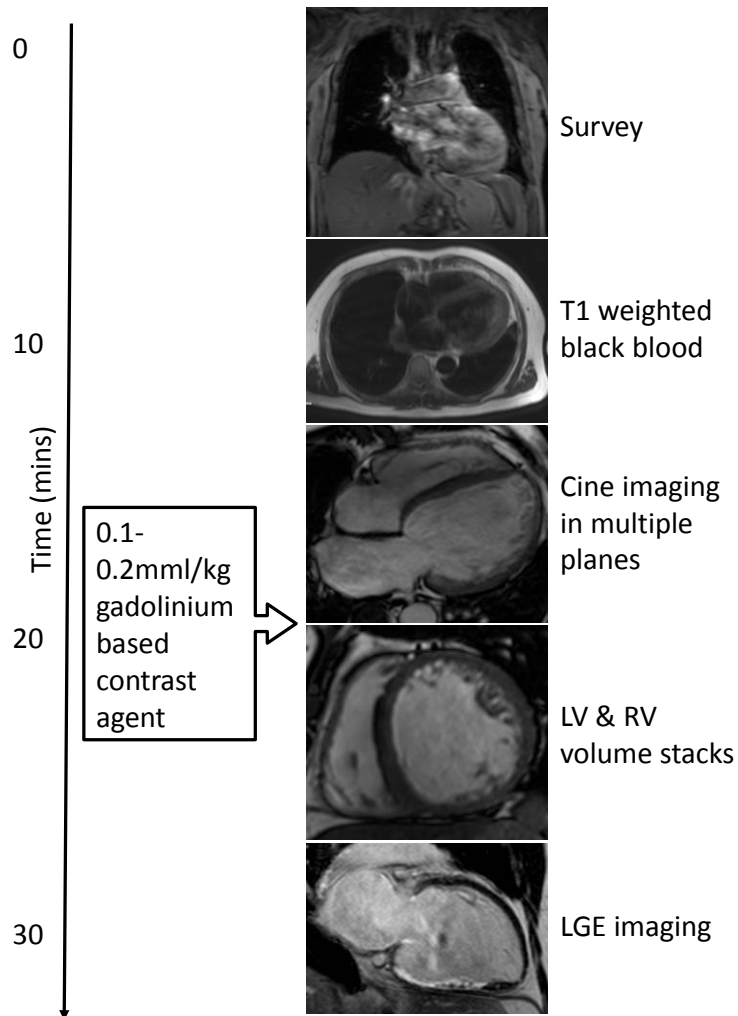 0
Survey
T1 weighted
black blood
10
Time (mins)
Cine imaging
in multiple
planes
0.1-
0.2mml/kg
gadolinium
based
contrast
agent
20
LV & RV
volume stacks
30
LGE imaging